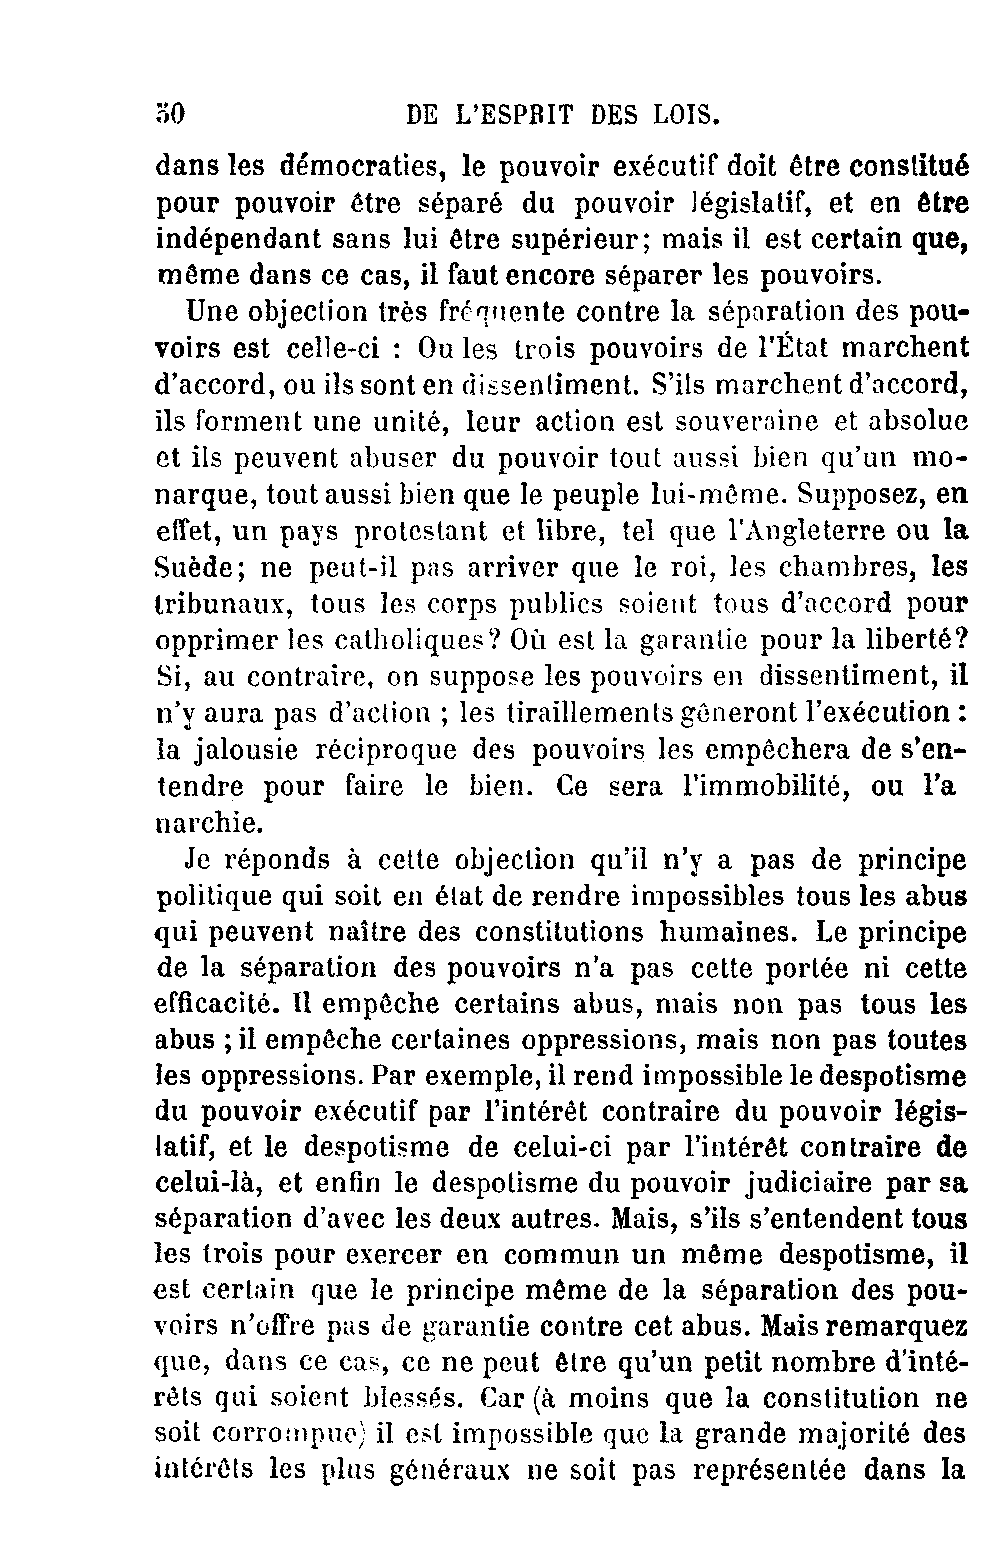 50 DE L'ESPRIT DES LOIS.
dans les démocraties, le pouvoir exécutif doit être constitué
pour pouvoir être séparé du pouvoir législatif, et en être
indépendant sans lui être supérieur; mais il est certain que,
même dans ce cas, il faut encore séparer les pouvoirs.
Une objection très fréquente contre la séparation des pou-
voirs est celle-ci : Ou les trois pouvoirs de l'État marchent
d'accord, ou ils sont en dissentiment. S'ils marchent d'accord,
ils forment une unité, leur action est souveraine et absolue
et ils peuvent abuser du pouvoir tout aussi bien qu'un mo-
narque, tout aussi bien que le peuple lui-même. Supposez, en
effet, un pays protestant et libre, tel que l'Angleterre ou la
Suède; ne peut-il pas arriver que le roi, les chambres, les
tribunaux, tous les corps publics soient tous d'accord pour
opprimer les catholiques? Où est la garantie pour la liberté?
Si, au contraire, on suppose les pouvoirs en dissentiment, il
n'y aura pas d'action ; les tiraillements gêneront l'exécution :
la jalousie réciproque des pouvoirs les empêchera de s'en-
tendre pour faire le bien. Ce sera l'immobilité, ou l'a
narchie.
Je réponds à cette objection qu'il n'y a pas de principe
politique qui soit en état de rendre impossibles tous les abus
qui peuvent naître des constitutions humaines. Le principe
de la séparation des pouvoirs n'a pas cette portée ni cette
efficacité. Il empêche certains abus, mais non pas tous les
abus ; il empêche certaines oppressions, mais non pas toutes
les oppressions. Par exemple, il rend impossible le despotisme
du pouvoir exécutif par l'intérêt contraire du pouvoir légis-
latif, et le despotisme de celui-ci par l'intérêt contraire de
celui-là, et enfin le despotisme du pouvoir judiciaire par sa
séparation d'avec les deux autres. Mais, s'ils s'entendent tous
les trois pour exercer en commun un même despotisme, il
est certain que le principe même de la séparation des pou-
voirs n'offre pas de garantie contre cet abus. Mais remarquez
que, dans ce cas, ce ne peut être qu'un petit nombre d'inté-
rêts qui soient blessés. Car (à moins que la constitution ne
soit corrompue) il est impossible que la grande majorité des
intérêts les plus généraux ne soit pas représentée dans la